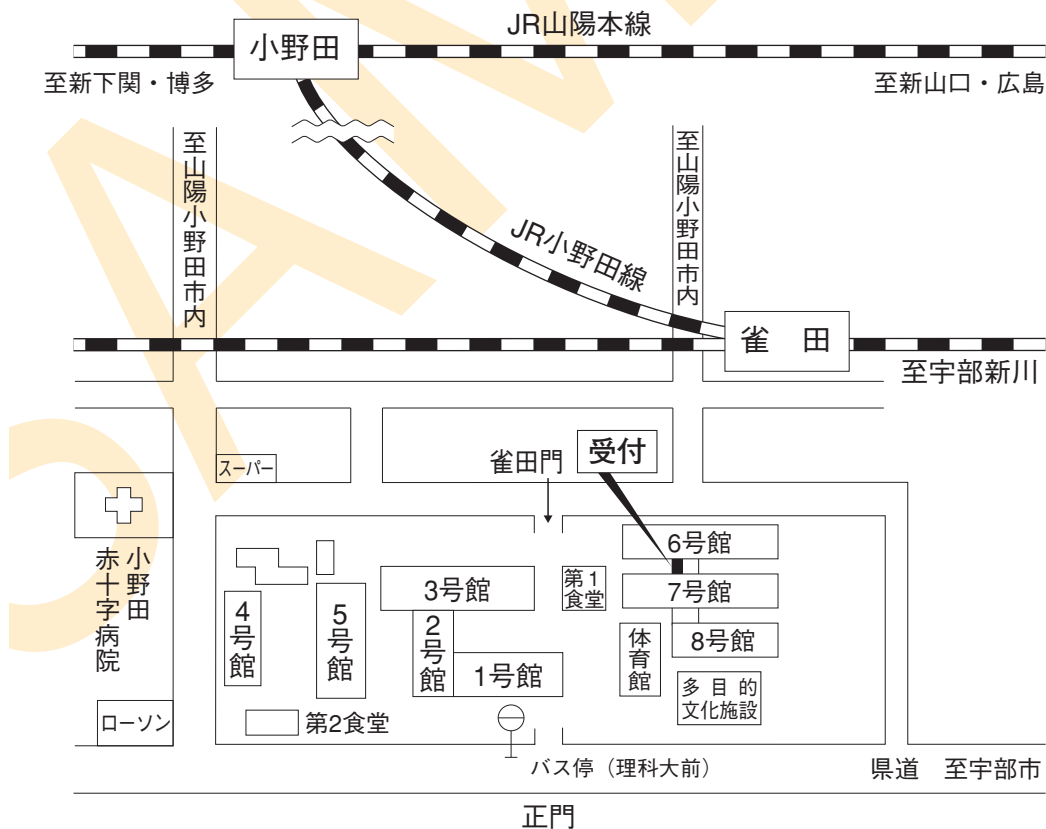 JR山陽本線
小野田
至新下関・博多
至新山口・広島
至山陽小野田市内
至山陽小野田市内
JR小野田線
雀 田
至宇部新川
スーパー
雀田門
受付
小野田
赤十字病院
6号館
3号館
第1
食堂
7号館
4号館
5号館
2号館
体育館
8号館
1号館
多目的
文化施設
ローソン
第2食堂
バス停（理科大前）
県道 至宇部市
正門